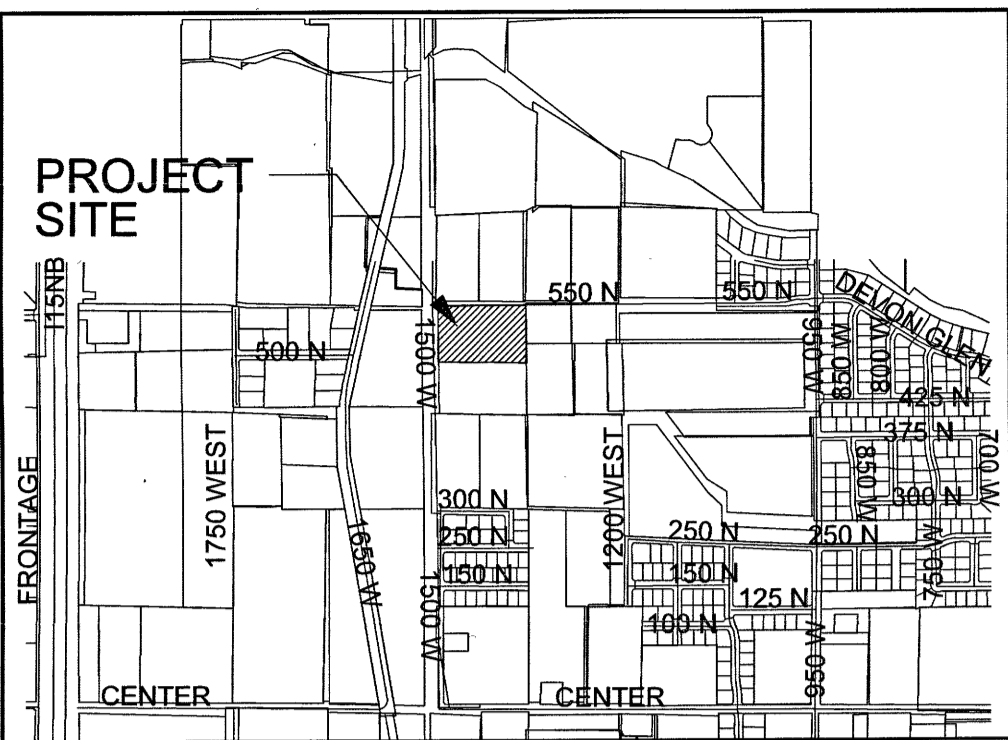 PROJECT
SITE
I15NB
550 N
550 N
DEVON GLEN
500 N
1500 W
950 W
850 W
800 W
425 N
375 N
700 W
FRONTAGE
1750 WEST
1200 WEST
850 W
300 N
300 N
250 N
250 N
250 N
1650 W
150 N
150 N
750 W
1500 W
125 N
100 N
950 W
CENTER
CENTER